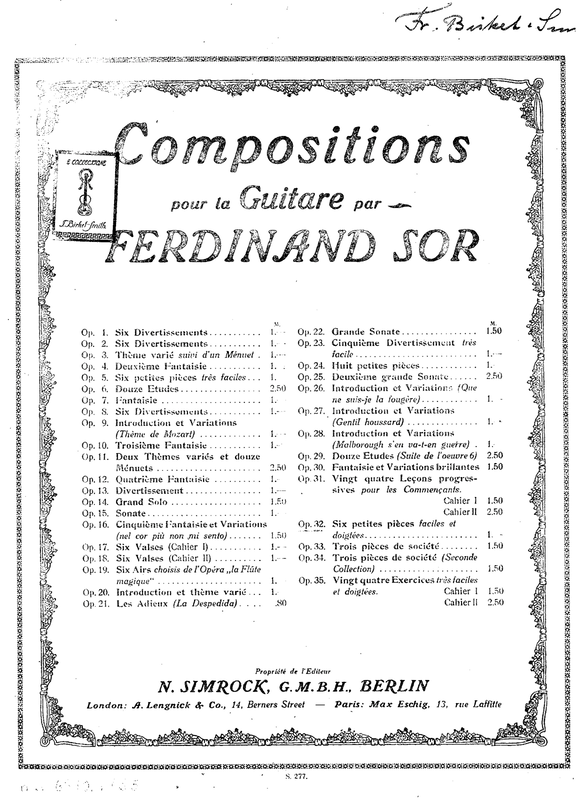 Fr. Birket-Smith
Compositions
pour la Guitare par
FERDINAND SOR
E COLLECTIONE
F. Birket-Smith
M.
Op. 1. Six Divertissements . . . . . . . . . . 1.—
Op. 2. Six Divertissements . . . . . . . . . . 1.—
Op. 3. Thème varié suivi d'un Ménuet . 1.—
Op. 4. Deuxième Fantaisie . . . . . . . . . . 1.
Op. 5. Six petites pièces très faciles . . . 1.
Op. 6. Douze Etudes . . . . . . . . . . 2.50
Op. 7. Fantaisie . . . . . . . . . . 1.
Op. 8. Six Divertissements . . . . . . . . . . 1.—
Op. 9. Introduction et Variations
(Thème de Mozart) . . . . . . . . . . 1.—
Op. 10. Troisième Fantaisie . . . . . . . . . . 1.—
Op. 11. Deux Thèmes variés et douze
Ménuets . . . . . . . . . . 2.50
Op. 12. Quatrième Fantaisie . . . . . . . . . . 1.
Op. 13. Divertissement . . . . . . . . . . 1.—
Op. 14. Grand Solo . . . . . . . . . . 1.50
Op. 15. Sonate . . . . . . . . . . 1.
Op. 16. Cinquième Fantaisie et Variations
(nel cor più non mi sento) . . . . . . 1.50
Op. 17. Six Valses (Cahier I) . . . . . . . . . . 1.—
Op. 18. Six Valses (Cahier II) . . . . . . . . . . 1.—
Op. 19. Six Airs choisis de l'Opéra „la Flûte
magique“ . . . . . . . . . . 1.
Op. 20. Introduction et thème varié . . . 1.
Op. 21. Les Adieux (La Despedida) . . . . .80
M.
Op. 22. Grande Sonate . . . . . . . . . . 1.50
Op. 23. Cinquième Divertissement très
facile . . . . . . . . . . 1.—
Op. 24. Huit petites pièces . . . . . . . . . . 1.
Op. 25. Deuxième grande Sonate . . . . . 2.50
Op. 26. Introduction et Variations (Que
ne suis-je la fougère) . . . . . . . . . . 1.
Op. 27. Introduction et Variations
(Gentil houssard) . . . . . . . . . . 1.
Op. 28. Introduction et Variations
(Malborough s'en va-t-en guerre) . 1.
Op. 29. Douze Etudes (Suite de l'oeuvre 6) 2.50
Op. 30. Fantaisie et Variations brillantes 1.50
Op. 31. Vingt quatre Leçons progres-
sives pour les Commençants.
Cahier I 1.50
Cahier II 2.50
Op. 32. Six petites pièces faciles et
doigtées . . . . . . . . . . 1.
Op. 33. Trois pièces de société . . . . . . . 1.50
Op. 34. Trois pièces de société (Seconde
Collection) . . . . . . . . . . 1.50
Op. 35. Vingt quatre Exercices très faciles
et doigtées. Cahier I 1.50
Cahier II 2.50
Propriété de l'Editeur
N. SIMROCK, G.M.B.H., BERLIN
London: A. Lengnick & Co., 14, Berners Street — Paris: Max Eschig, 13, rue Laffitte
S. 277.